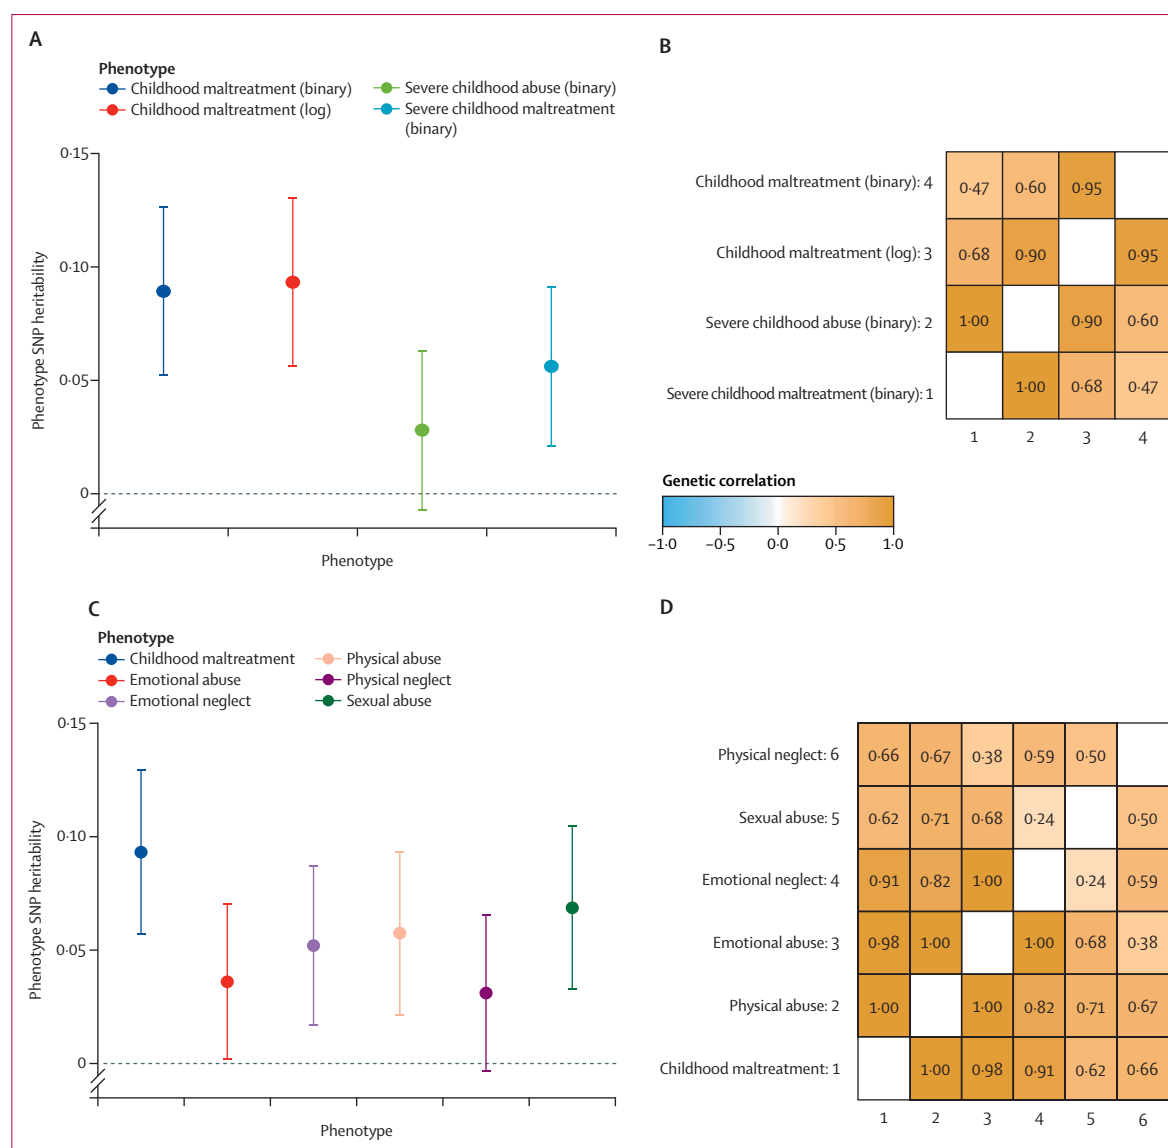 A
Phenotype
Childhood maltreatment (binary)
Childhood maltreatment (log)
Severe childhood abuse (binary)
Severe childhood maltreatment
(binary)
Phenotype SNP heritability
0·15
0·10
0·05
0
Phenotype
B
Childhood maltreatment (binary): 4
0·47 0·60 0·95
Childhood maltreatment (log): 3
0·68 0·90 0·95
Severe childhood abuse (binary): 2
1·00 0·90 0·60
Severe childhood maltreatment (binary): 1
1·00 0·68 0·47
1 2 3 4
Genetic correlation
–1·0 –0·5 0·0 0·5 1·0
C
Phenotype
Childhood maltreatment
Emotional abuse
Emotional neglect
Physical abuse
Physical neglect
Sexual abuse
Phenotype SNP heritability
0·15
0·10
0·05
0
Phenotype
D
Physical neglect: 6
0·66 0·67 0·38 0·59 0·50
Sexual abuse: 5
0·62 0·71 0·68 0·24 0·50
Emotional neglect: 4
0·91 0·82 1·00 0·24 0·59
Emotional abuse: 3
0·98 1·00 1·00 0·68 0·38
Physical abuse: 2
1·00 1·00 0·82 0·71 0·67
Childhood maltreatment: 1
1·00 0·98 0·91 0·62 0·66
1 2 3 4 5 6